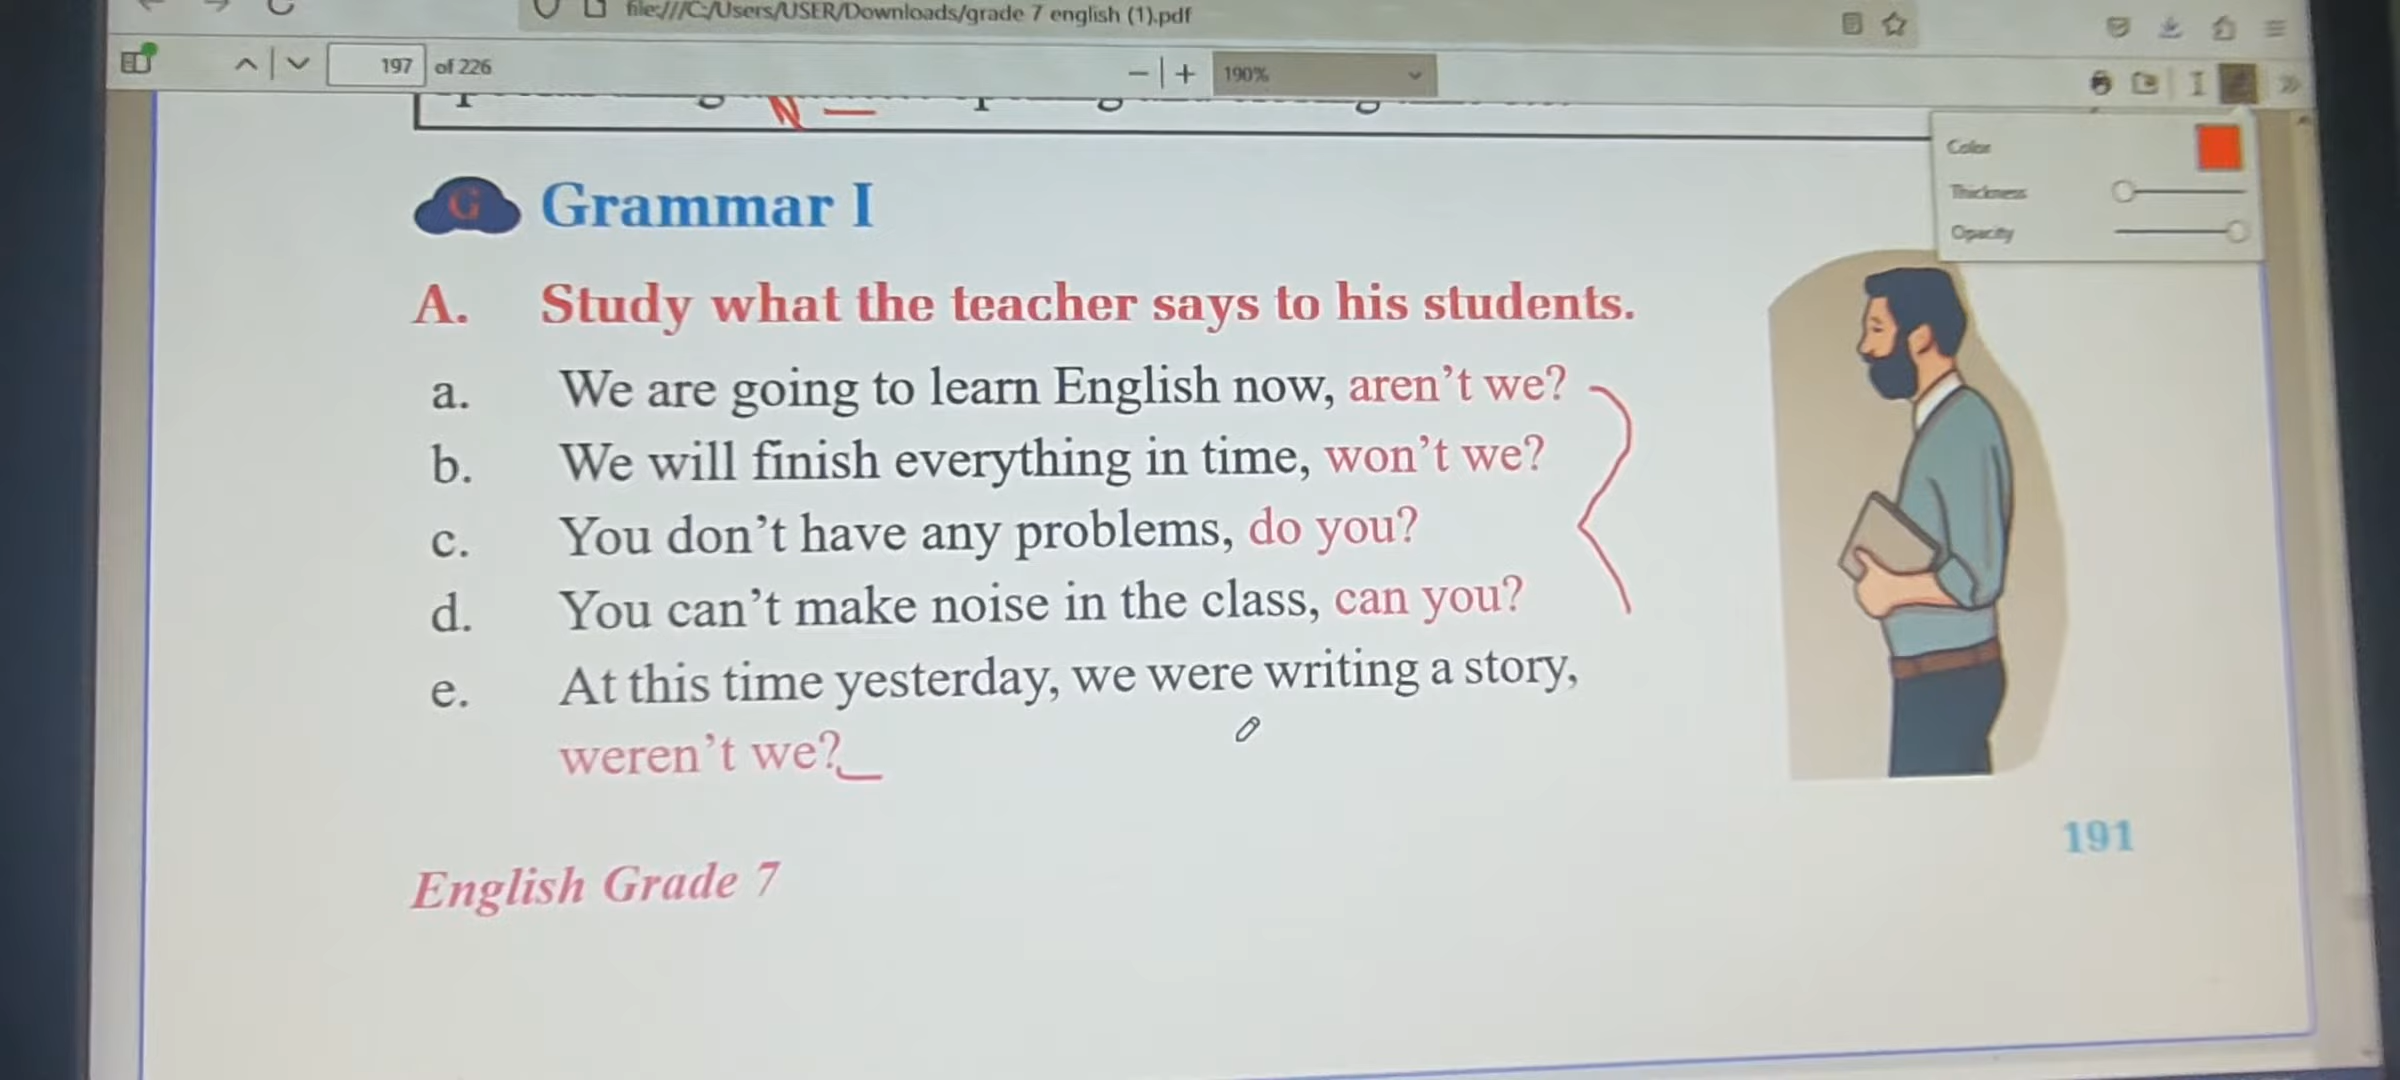 file:///C:/Users/USER/Downloads/grade 7 english (1).pdf
197 of 226
190%
Color
Thickness
Opacity
G Grammar I
A. Study what the teacher says to his students.
a. We are going to learn English now, aren't we?
b. We will finish everything in time, won't we?
c. You don't have any problems, do you?
d. You can't make noise in the class, can you?
e. At this time yesterday, we were writing a story,
weren't we?
191
English Grade 7